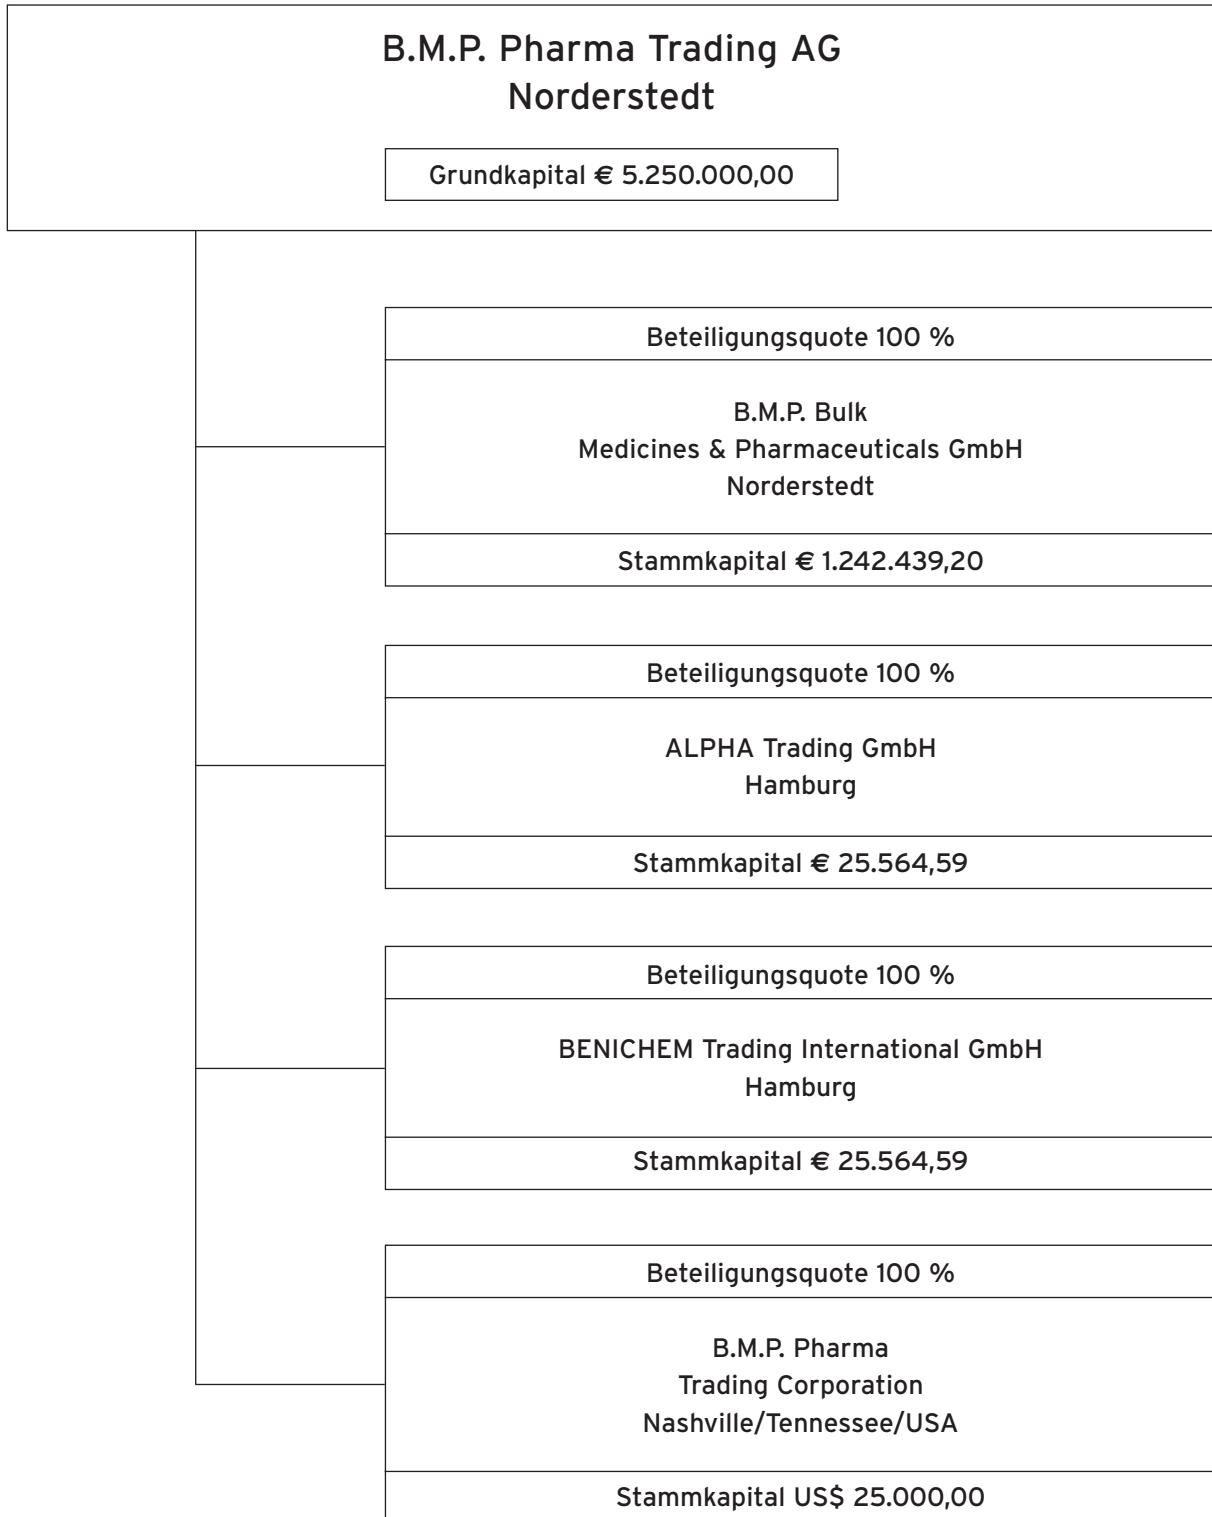 B.M.P. Pharma Trading AG
Norderstedt
Grundkapital € 5.250.000,00
Beteiligungsquote 100 %
B.M.P. Bulk
Medicines & Pharmaceuticals GmbH
Norderstedt
Stammkapital € 1.242.439,20
Beteiligungsquote 100 %
ALPHA Trading GmbH
Hamburg
Stammkapital € 25.564,59
Beteiligungsquote 100 %
BENICHEM Trading International GmbH
Hamburg
Stammkapital € 25.564,59
Beteiligungsquote 100 %
B.M.P. Pharma
Trading Corporation
Nashville/Tennessee/USA
Stammkapital US$ 25.000,00